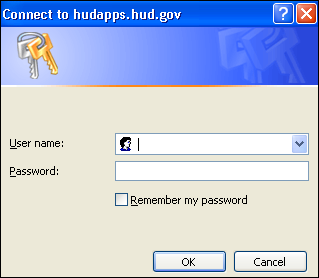 Connect to hudapps.hud.gov
User name:
Password:
Remember my password
OK
Cancel